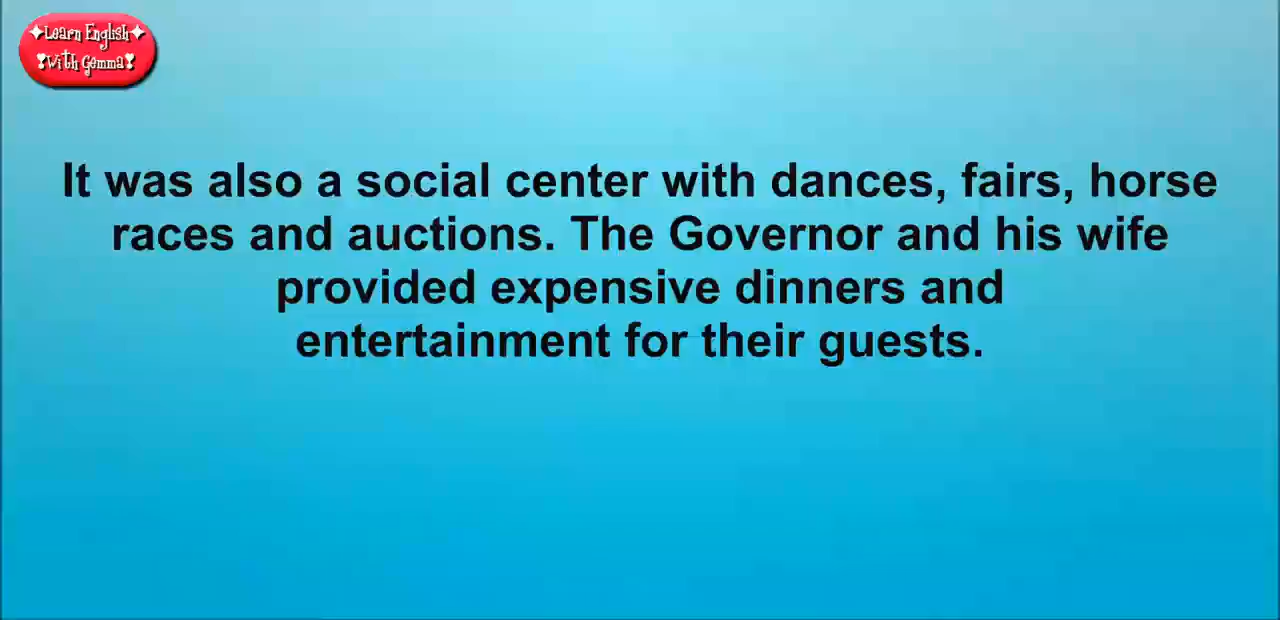 ✦Learn English✦
❣With Gemma❣
It was also a social center with dances, fairs, horse
races and auctions. The Governor and his wife
provided expensive dinners and
entertainment for their guests.